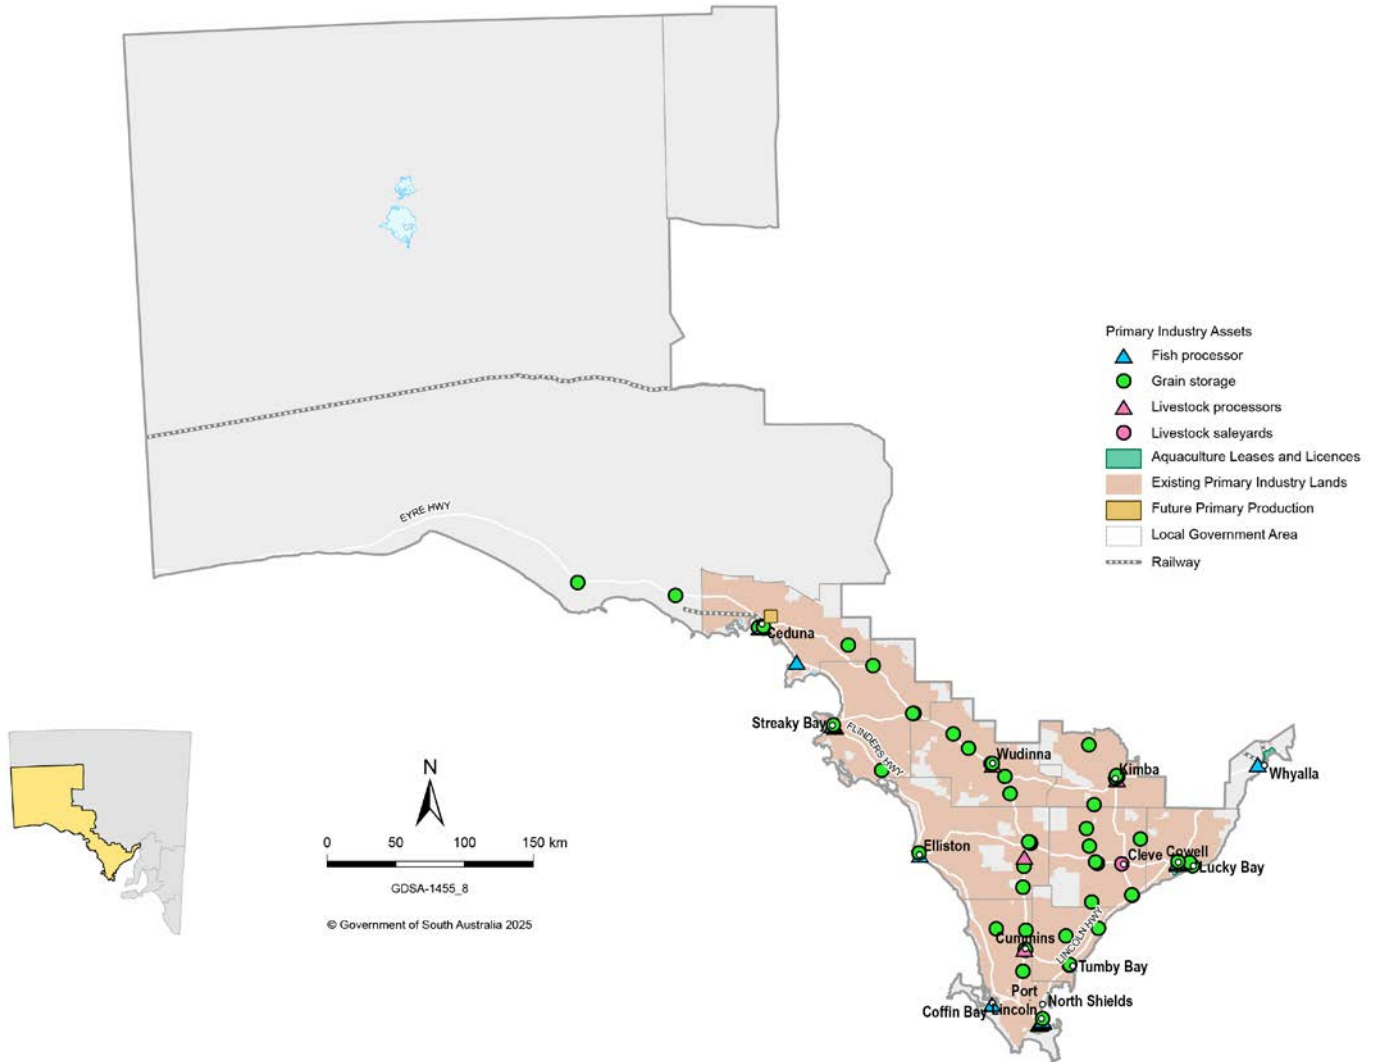 Primary Industry Assets
Fish processor
Grain storage
Livestock processors
Livestock saleyards
Aquaculture Leases and Licences
Existing Primary Industry Lands
Future Primary Production
Local Government Area
Railway
EYRE HWY
Ceduna
Streaky Bay
FLINDERS HWY
Wudinna
Kimba
Whyalla
Elliston
Cleve
Cowell
Lucky Bay
Cummins
LINCOLN HWY
Tumby Bay
Port
Lincoln
North Shields
Coffin Bay
N
0 50 100 150 km
GDSA-1455_8
© Government of South Australia 2025